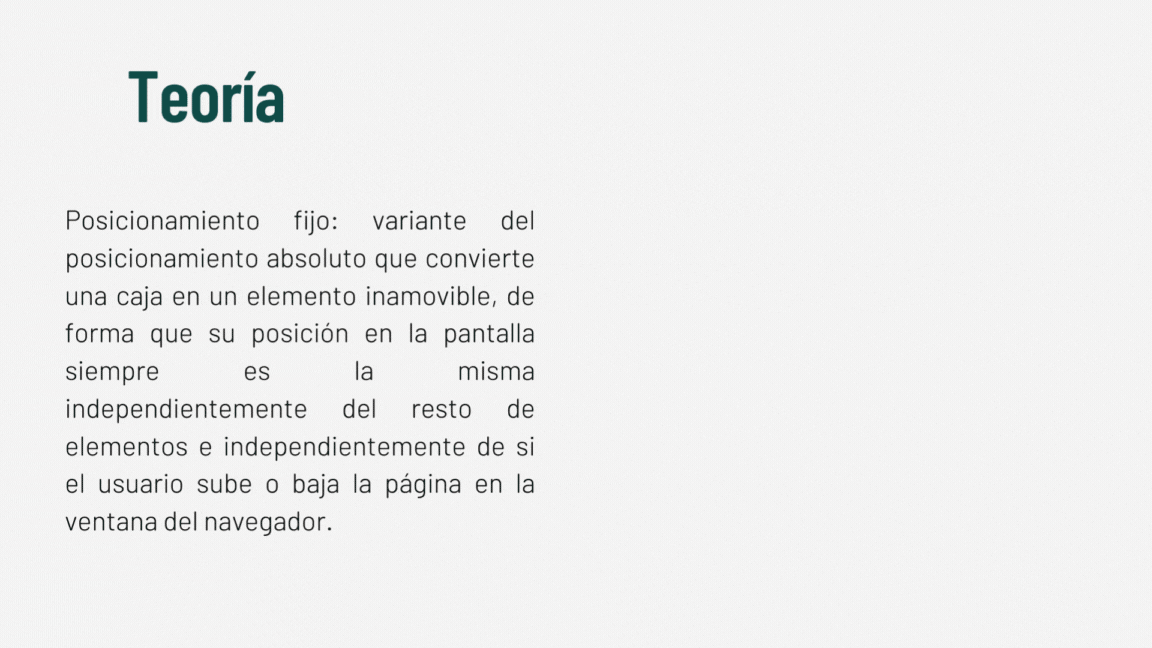 Teoría
Posicionamiento fijo: variante del
posicionamiento absoluto que convierte
una caja en un elemento inamovible, de
forma que su posición en la pantalla
siempre es la misma
independientemente del resto de
elementos e independientemente de si
el usuario sube o baja la página en la
ventana del navegador.